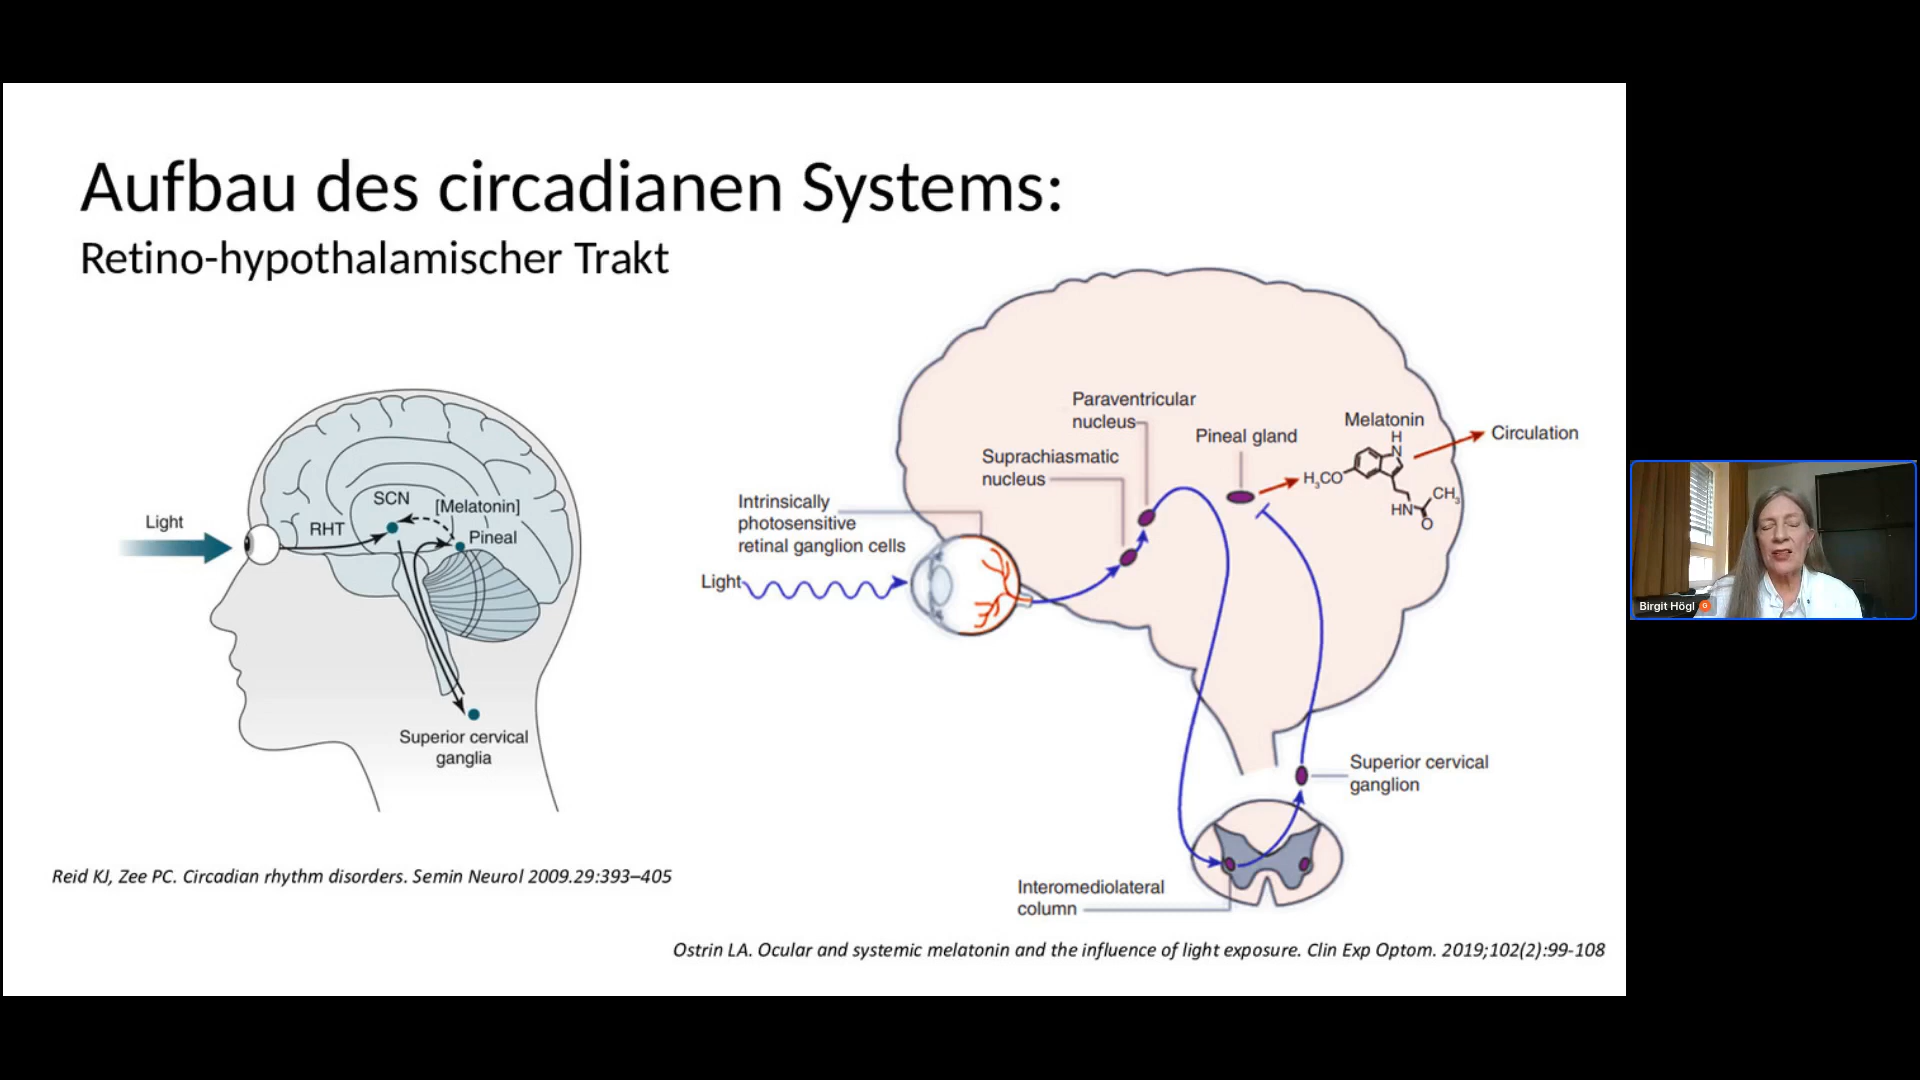 Aufbau des circadianen Systems:
Retino-hypothalamischer Trakt
Light
RHT
SCN
[Melatonin]
Pineal
Superior cervical
ganglia
Reid KJ, Zee PC. Circadian rhythm disorders. Semin Neurol 2009.29:393–405
Paraventricular
nucleus
Suprachiasmatic
nucleus
Intrinsically
photosensitive
retinal ganglion cells
Light
Pineal gland
Melatonin
H
N
H3CO
HN
CH3
O
Circulation
Superior cervical
ganglion
Interomediolateral
column
Ostrin LA. Ocular and systemic melatonin and the influence of light exposure. Clin Exp Optom. 2019;102(2):99-108
Birgit Högl